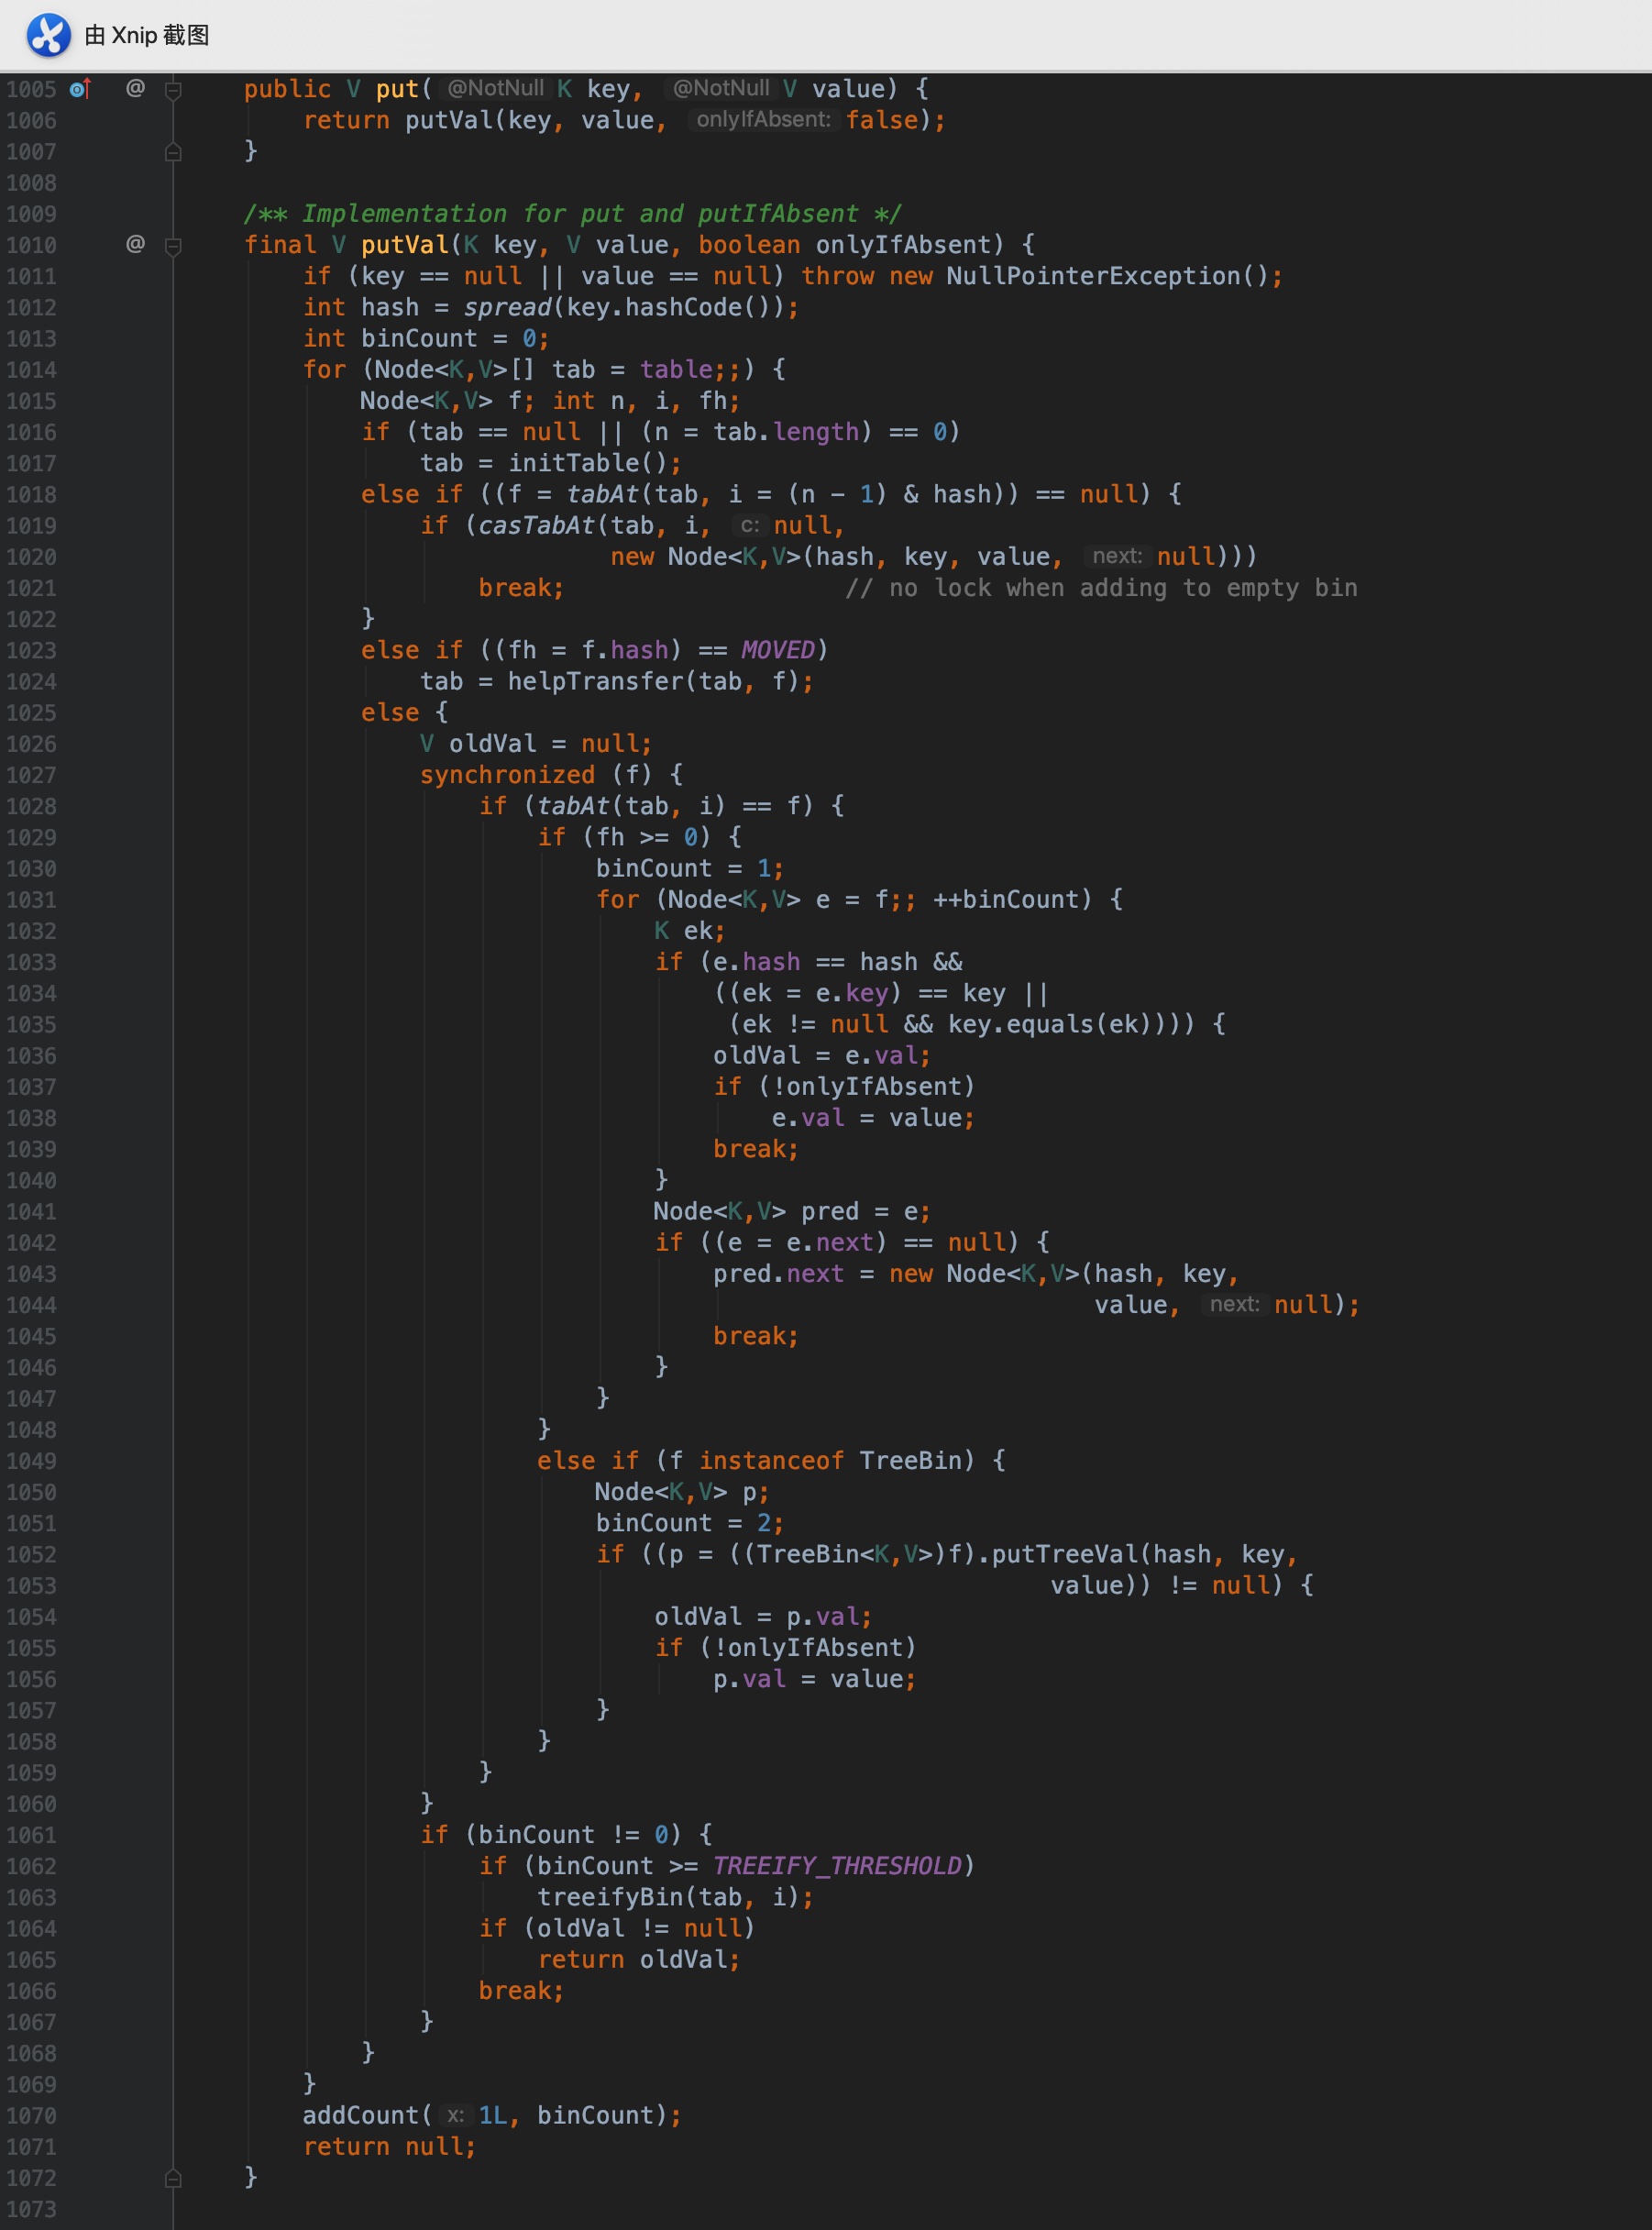 由 Xnip 截图
1005 @ public V put( @NotNull K key, @NotNull V value) {
1006 return putVal(key, value, onlyIfAbsent: false);
1007 }
1008
1009 /** Implementation for put and putIfAbsent */
1010 @ final V putVal(K key, V value, boolean onlyIfAbsent) {
1011 if (key == null || value == null) throw new NullPointerException();
1012 int hash = spread(key.hashCode());
1013 int binCount = 0;
1014 for (Node<K,V>[] tab = table;;) {
1015 Node<K,V> f; int n, i, fh;
1016 if (tab == null || (n = tab.length) == 0)
1017 tab = initTable();
1018 else if ((f = tabAt(tab, i = (n - 1) & hash)) == null) {
1019 if (casTabAt(tab, i, c: null,
1020 new Node<K,V>(hash, key, value, next: null)))
1021 break; // no lock when adding to empty bin
1022 }
1023 else if ((fh = f.hash) == MOVED)
1024 tab = helpTransfer(tab, f);
1025 else {
1026 V oldVal = null;
1027 synchronized (f) {
1028 if (tabAt(tab, i) == f) {
1029 if (fh >= 0) {
1030 binCount = 1;
1031 for (Node<K,V> e = f;; ++binCount) {
1032 K ek;
1033 if (e.hash == hash &&
1034 ((ek = e.key) == key ||
1035 (ek != null && key.equals(ek)))) {
1036 oldVal = e.val;
1037 if (!onlyIfAbsent)
1038 e.val = value;
1039 break;
1040 }
1041 Node<K,V> pred = e;
1042 if ((e = e.next) == null) {
1043 pred.next = new Node<K,V>(hash, key,
1044 value, next: null);
1045 break;
1046 }
1047 }
1048 }
1049 else if (f instanceof TreeBin) {
1050 Node<K,V> p;
1051 binCount = 2;
1052 if ((p = ((TreeBin<K,V>)f).putTreeVal(hash, key,
1053 value)) != null) {
1054 oldVal = p.val;
1055 if (!onlyIfAbsent)
1056 p.val = value;
1057 }
1058 }
1059 }
1060 }
1061 if (binCount != 0) {
1062 if (binCount >= TREEIFY_THRESHOLD)
1063 treeifyBin(tab, i);
1064 if (oldVal != null)
1065 return oldVal;
1066 break;
1067 }
1068 }
1069 }
1070 addCount( x: 1L, binCount);
1071 return null;
1072 }
1073